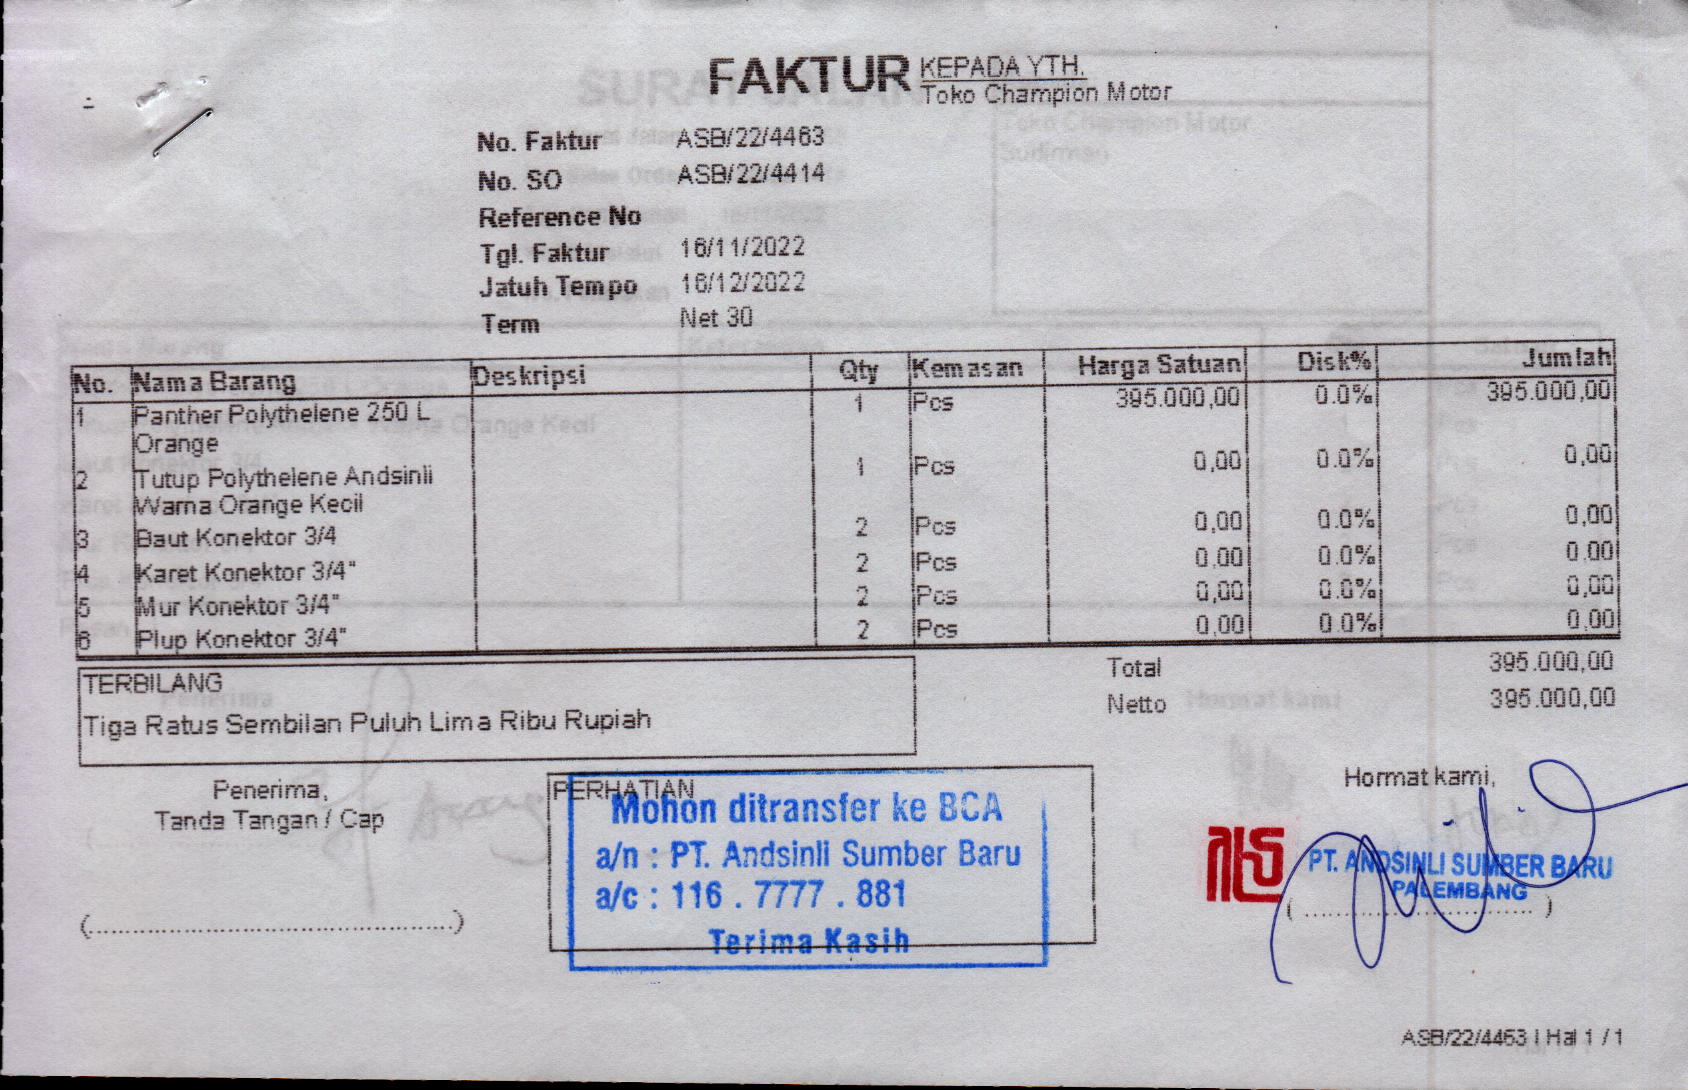 FAKTUR
KEPADA YTH.
Toko Champion Motor
No. Faktur ASB/22/4463
No. SO ASB/22/4414
Reference No
Tgl. Faktur 16/11/2022
Jatuh Tempo 16/12/2022
Term Net 30
No. Nama Barang Deskripsi Qty Kemasan Harga Satuan Disk% Jumlah
1 Panther Polythelene 250 L 1 Pcs 395.000,00 0.0% 395.000,00
Orange
2 Tutup Polythelene Andsinli 1 Pcs 0,00 0.0% 0,00
Warna Orange Kecil
3 Baut Konektor 3/4 2 Pcs 0,00 0.0% 0,00
4 Karet Konektor 3/4" 2 Pcs 0,00 0.0% 0,00
5 Mur Konektor 3/4" 2 Pcs 0,00 0.0% 0,00
6 Plup Konektor 3/4" 2 Pcs 0,00 0.0% 0,00
TERBILANG
Tiga Ratus Sembilan Puluh Lima Ribu Rupiah
Total 395.000,00
Netto 395.000,00
Penerima,
Tanda Tangan / Cap
PERHATIAN
Mohon ditransfer ke BCA
a/n : PT. Andsinli Sumber Baru
a/c : 116 . 7777 . 881
Terima Kasih
Hormat kami,
PT. ANDSINLI SUMBER BARU
PALEMBANG
ASB/22/4463 | Hal 1 / 1